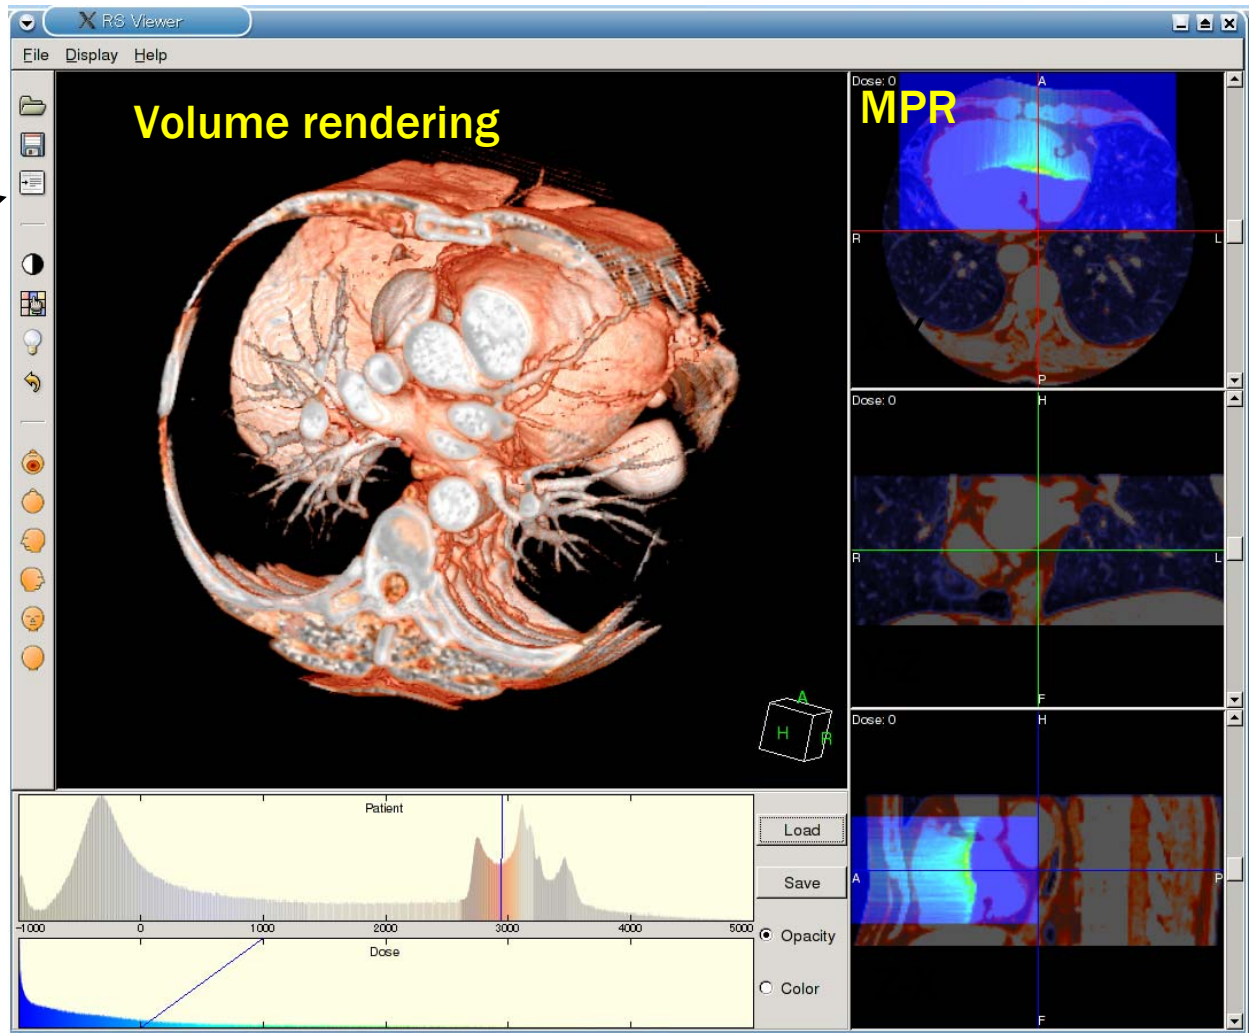 RS Viewer
File Display Help
Volume rendering
A
H
R
Dose: 0
MPR
A
R
L
P
Dose: 0
H
R
L
F
Dose: 0
H
A
P
F
Patient
-1000 0 1000 2000 3000 4000 5000
Dose
Load
Save
Opacity
Color